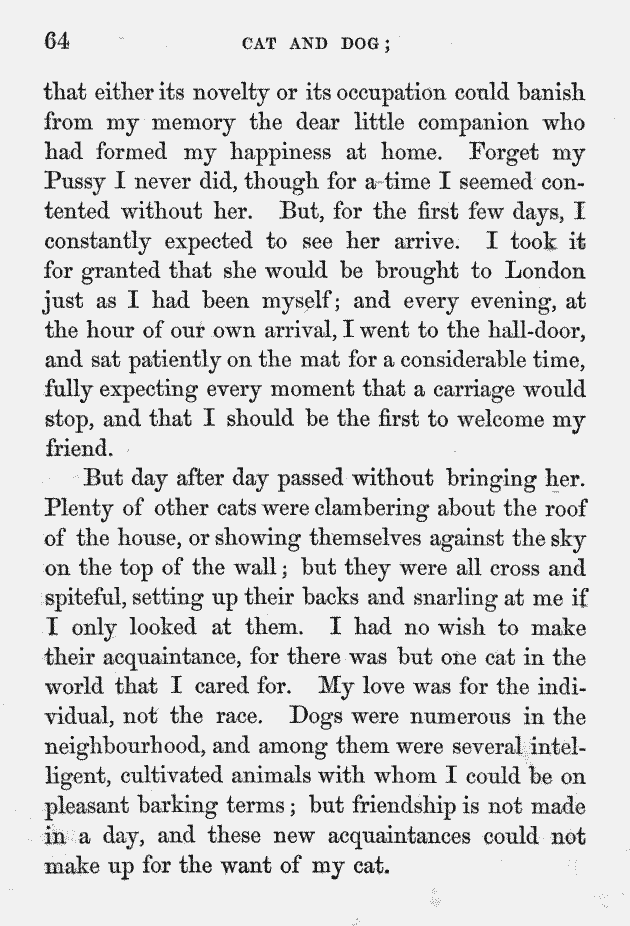 64
CAT AND DOG;
that either its novelty or its occupation could banish
from my memory the dear little companion who
had formed my happiness at home. Forget my
Pussy I never did, though for a time I seemed con-
tented without her. But, for the first few days, I
constantly expected to see her arrive. I took it
for granted that she would be brought to London
just as I had been myself; and every evening, at
the hour of our own arrival, I went to the hall-door,
and sat patiently on the mat for a considerable time,
fully expecting every moment that a carriage would
stop, and that I should be the first to welcome my
friend.
But day after day passed without bringing her.
Plenty of other cats were clambering about the roof
of the house, or showing themselves against the sky
on the top of the wall; but they were all cross and
spiteful, setting up their backs and snarling at me if
I only looked at them. I had no wish to make
their acquaintance, for there was but one cat in the
world that I cared for. My love was for the indi-
vidual, not the race. Dogs were numerous in the
neighbourhood, and among them were several intel-
ligent, cultivated animals with whom I could be on
pleasant barking terms; but friendship is not made
in a day, and these new acquaintances could not
make up for the want of my cat.